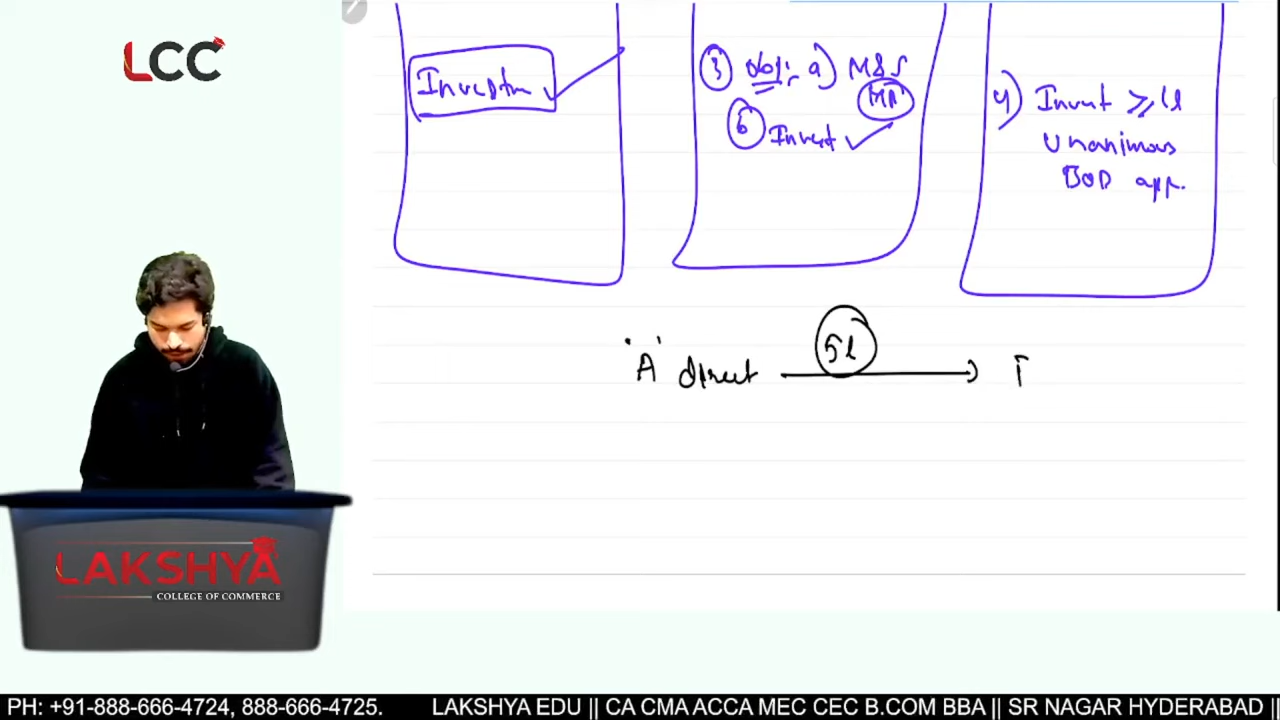 LCC
Investm
3 obj:- a) M&S
MA
6 Invest
4) Invest ≥ 1l
Unanimous
BOD app.
'A' direct 5l
LAKSHYA
COLLEGE OF COMMERCE
PH: +91-888-666-4724, 888-666-4725. LAKSHYA EDU || CA CMA ACCA MEC CEC B.COM BBA || SR NAGAR HYDERABAD ||